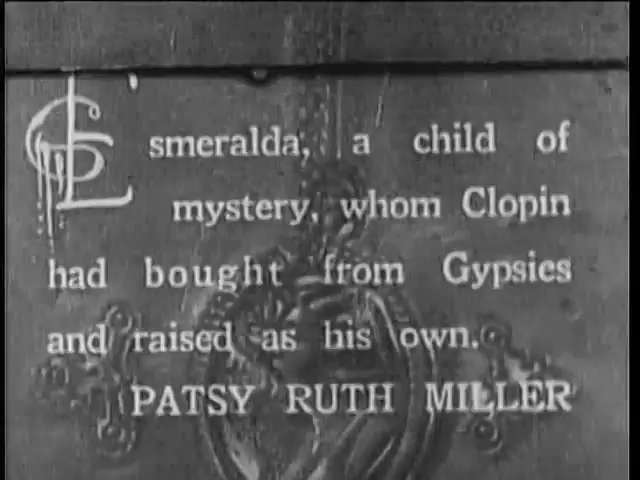 Esmeralda, a child of
mystery, whom Clopin
had bought from Gypsies
and raised as his own.
PATSY RUTH MILLER